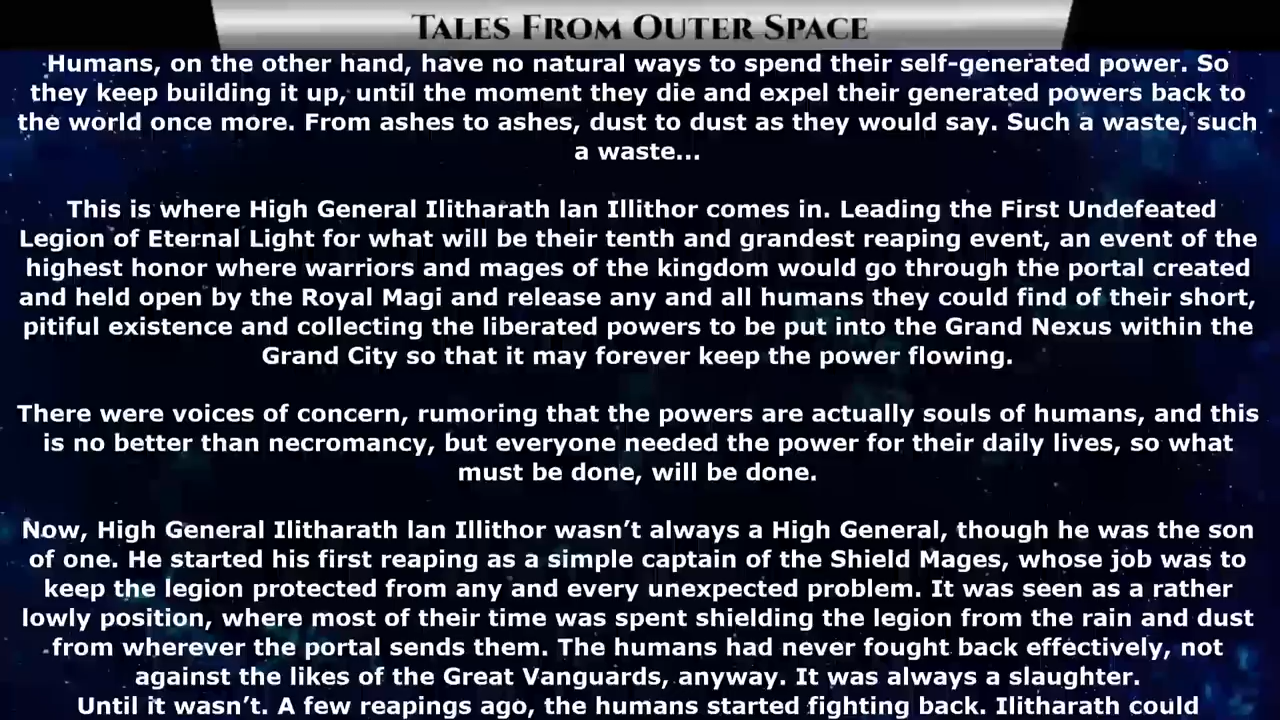 Tales From Outer Space
Humans, on the other hand, have no natural ways to spend their self-generated power. So
they keep building it up, until the moment they die and expel their generated powers back to
the world once more. From ashes to ashes, dust to dust as they would say. Such a waste, such
a waste...
This is where High General Ilitharath lan Illithor comes in. Leading the First Undefeated
Legion of Eternal Light for what will be their tenth and grandest reaping event, an event of the
highest honor where warriors and mages of the kingdom would go through the portal created
and held open by the Royal Magi and release any and all humans they could find of their short,
pitiful existence and collecting the liberated powers to be put into the Grand Nexus within the
Grand City so that it may forever keep the power flowing.
There were voices of concern, rumoring that the powers are actually souls of humans, and this
is no better than necromancy, but everyone needed the power for their daily lives, so what
must be done, will be done.
Now, High General Ilitharath lan Illithor wasn’t always a High General, though he was the son
of one. He started his first reaping as a simple captain of the Shield Mages, whose job was to
keep the legion protected from any and every unexpected problem. It was seen as a rather
lowly position, where most of their time was spent shielding the legion from the rain and dust
from wherever the portal sends them. The humans had never fought back effectively, not
against the likes of the Great Vanguards, anyway. It was always a slaughter.
Until it wasn’t. A few reapings ago, the humans started fighting back. Ilitharath could